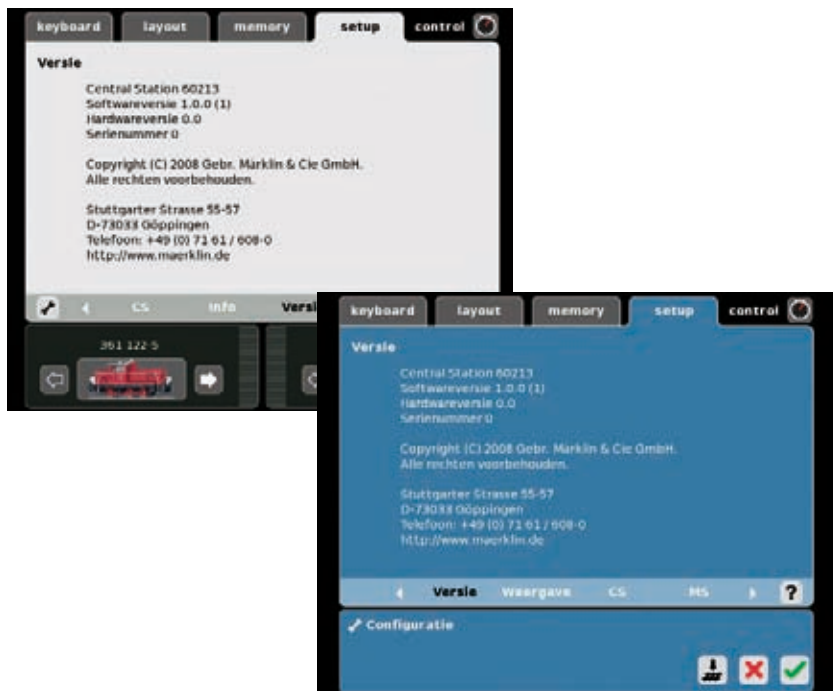 keyboard layout memory setup control
Versie
Central Station 60213
Softwareversie 1.0.0 (1)
Hardwareversie 0.0
Serienummer 0
Copyright (C) 2008 Gebr. Märklin & Cie GmbH.
Alle rechten voorbehouden.
Stuttgarter Strasse 55-57
D-73033 Göppingen
Telefoon: +49 (0) 71 61 / 608-0
http://www.maerklin.de
CS Info Versi
361 122-5
keyboard layout memory setup control
Versie
Central Station 60213
Softwareversie 1.0.0 (1)
Hardwareversie 0.0
Serienummer 0
Copyright (C) 2008 Gebr. Märklin & Cie GmbH.
Alle rechten voorbehouden.
Stuttgarter Strasse 55-57
D-73033 Göppingen
Telefoon: +49 (0) 71 61 / 608-0
http://www.maerklin.de
Versie Weergave CS MS ?
Configuratie